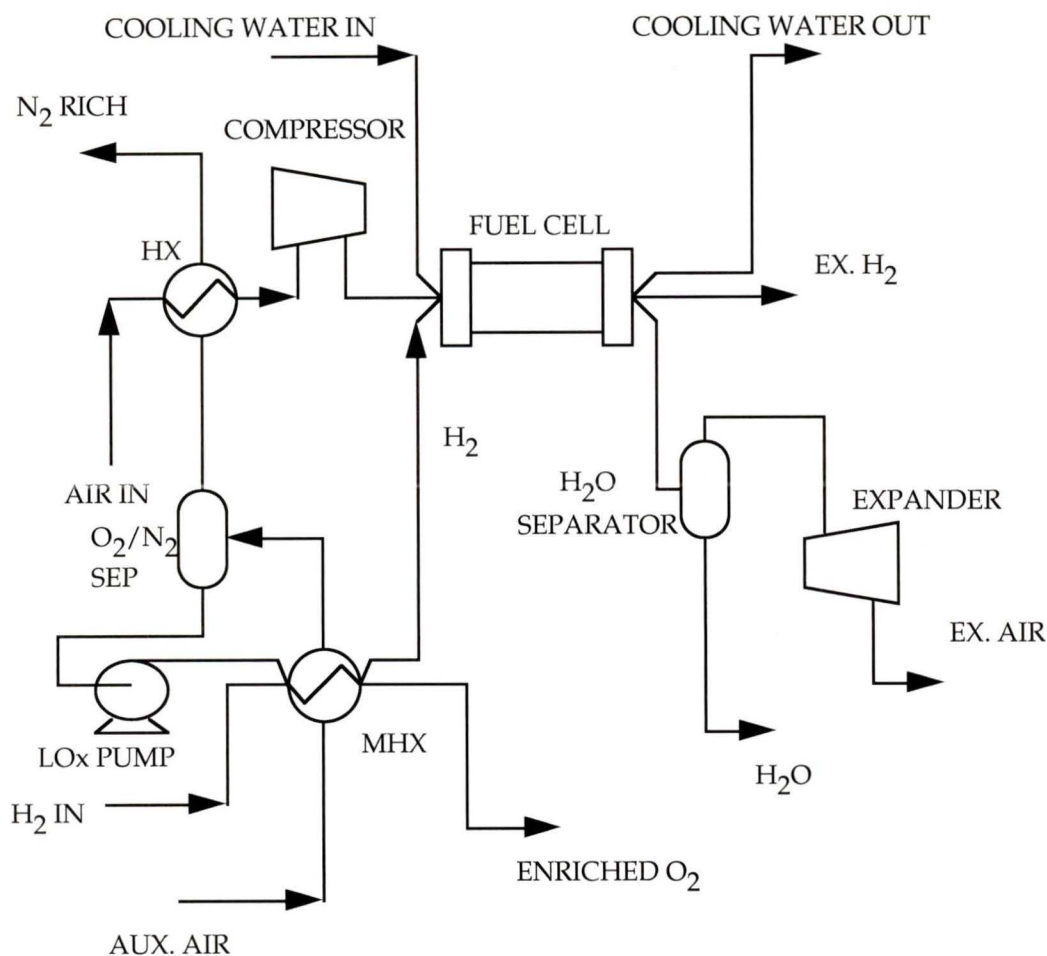 COOLING WATER IN
COOLING WATER OUT
N₂ RICH
COMPRESSOR
FUEL CELL
HX
EX. H₂
H₂
AIR IN
O₂/N₂
SEP
H₂O
SEPARATOR
EXPANDER
EX. AIR
LOx PUMP
MHX
H₂O
H₂ IN
ENRICHED O₂
AUX. AIR